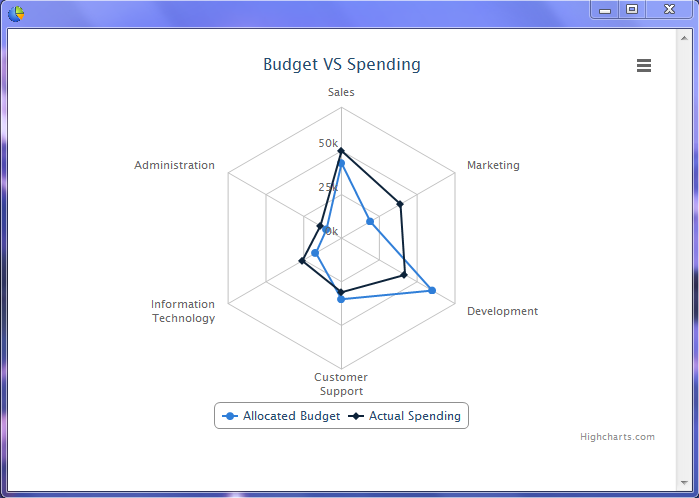 Budget VS Spending
Sales
50k
Administration
Marketing
25k
0k
Information
Technology
Development
Customer
Support
Allocated Budget
Actual Spending
Highcharts.com